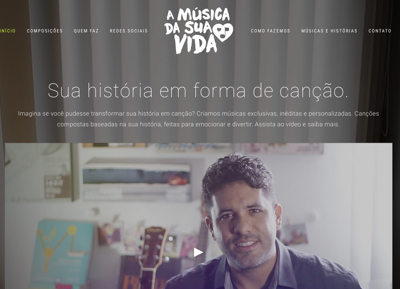 INÍCIO COMPOSIÇÕES QUEM FAZ REDES SOCIAIS
A MÚSICA
DA SUA
VIDA
COMO FAZEMOS MÚSICAS E HISTÓRIAS CONTATO
Sua história em forma de canção.
Imagina se você pudesse transformar sua história em canção? Criamos músicas exclusivas, inéditas e personalizadas. Canções
compostas baseadas na sua história, feitas para emocionar e divertir. Assista ao vídeo e saiba mais.